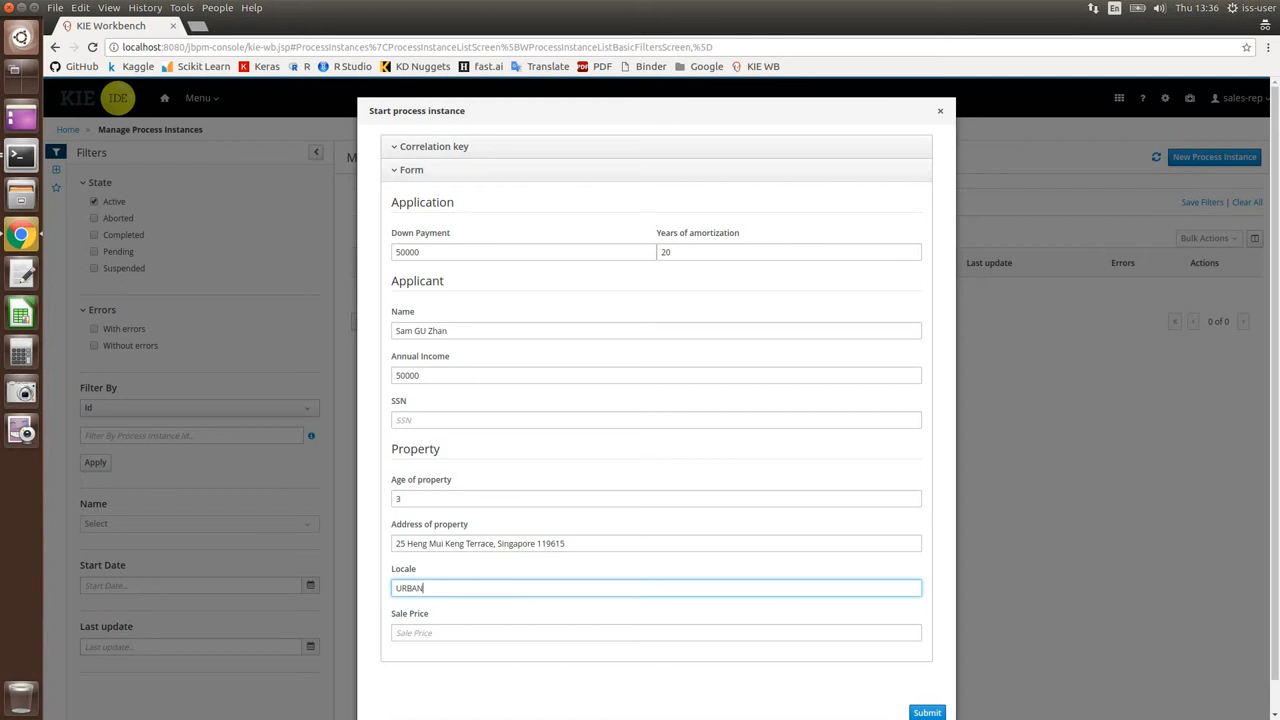 File Edit View History Tools People Help
En
Thu 13:36
iss-user
KIE Workbench
localhost:8080/jbpm-console/kie-wb.jsp#ProcessInstances%7CProcessInstanceListScreen%5BWProcessInstanceListBasicFiltersScreen,%5D
GitHub Kaggle Scikit Learn Keras R R Studio KD Nuggets fast.ai Translate PDF Binder Google KIE WB
KIE IDE
Menu
sales-rep
Home » Manage Process Instances
Filters
State
Active
Aborted
Completed
Pending
Suspended
Errors
With errors
Without errors
Filter By
Id
Filter By Process Instance Id...
Apply
Name
Select
Start Date
Start Date...
Last update
Last update...
Start process instance
Correlation key
Form
Application
Down Payment
Years of amortization
50000
20
Applicant
Name
Sam GU Zhan
Annual Income
50000
SSN
SSN
Property
Age of property
3
Address of property
25 Heng Mui Keng Terrace, Singapore 119615
Locale
URBAN
Sale Price
Sale Price
Submit
M
New Process Instance
Save Filters | Clear All
Bulk Actions
Last update
Errors
Actions
0 of 0